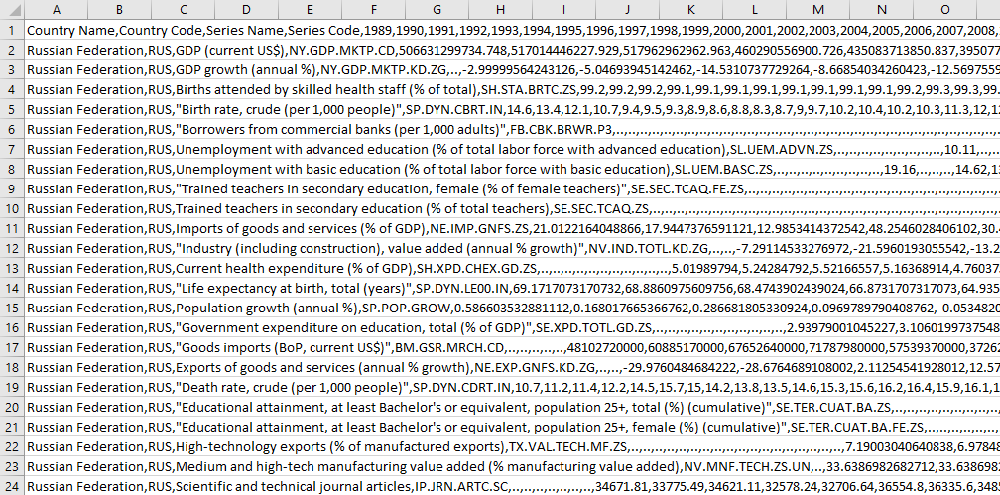 A B C D E F G H I J K L M N O
1 Country Name,Country Code,Series Name,Series Code,1989,1990,1991,1992,1993,1994,1995,1996,1997,1998,1999,2000,2001,2002,2003,2004,2005,2006,2007,2008,
2 Russian Federation,RUS,GDP (current US$),NY.GDP.MKTP.CD,506631299734.748,517014446227.929,517962962962.963,460290556900.726,435083713850.837,395077
3 Russian Federation,RUS,GDP growth (annual %),NY.GDP.MKTP.KD.ZG,..,-2.99999564243126,-5.04693945142462,-14.5310737729264,-8.66854034260423,-12.5697559
4 Russian Federation,RUS,Births attended by skilled health staff (% of total),SH.STA.BRTC.ZS,99.2,99.2,99.2,99.1,99.1,99.1,99.1,99.1,99.1,99.1,99.1,99.2,99.3,99.3,99.
5 Russian Federation,RUS,"Birth rate, crude (per 1,000 people)",SP.DYN.CBRT.IN,14.6,13.4,12.1,10.7,9.4,9.5,9.3,8.9,8.6,8.8,8.3,8.7,9,9.7,10.2,10.4,10.2,10.3,11.3,12,12
6 Russian Federation,RUS,"Borrowers from commercial banks (per 1,000 adults)",FB.CBK.BRWR.P3,..,..,..,..,..,..,..,..,..,..,..,..,..,..,..,..,..,..,..,..,..,..,..,..,..
7 Russian Federation,RUS,Unemployment with advanced education (% of total labor force with advanced education),SL.UEM.ADVN.ZS,..,..,..,..,..,..,..,..,10.11,..,..
8 Russian Federation,RUS,Unemployment with basic education (% of total labor force with basic education),SL.UEM.BASC.ZS,..,..,..,..,..,..,..,..,19.16,..,..,..,14.62,1
9 Russian Federation,RUS,"Trained teachers in secondary education, female (% of female teachers)",SE.SEC.TCAQ.FE.ZS,..,..,..,..,..,..,..,..,..,..,..,..,..,..,..,..
10 Russian Federation,RUS,Trained teachers in secondary education (% of total teachers),SE.SEC.TCAQ.ZS,..,..,..,..,..,..,..,..,..,..,..,..,..,..,..,..,..,..,..,..,..,..
11 Russian Federation,RUS,Imports of goods and services (% of GDP),NE.IMP.GNFS.ZS,21.0122164048866,17.9447376591121,12.9853414372542,48.2546028406102,30.
12 Russian Federation,RUS,"Industry (including construction), value added (annual % growth)",NV.IND.TOTL.KD.ZG,..,..,-7.29114533276972,-21.5960193055542,-13.2
13 Russian Federation,RUS,Current health expenditure (% of GDP),SH.XPD.CHEX.GD.ZS,..,..,..,..,..,..,..,..,..,..,..,5.01989794,5.24284792,5.52166557,5.16368914,4.76037
14 Russian Federation,RUS,"Life expectancy at birth, total (years)",SP.DYN.LE00.IN,69.1717073170732,68.8860975609756,68.4743902439024,66.8731707317073,64.935
15 Russian Federation,RUS,Population growth (annual %),SP.POP.GROW,0.586603532881112,0.168017665366762,0.286681805330924,0.0969789790408762,-0.0534820
16 Russian Federation,RUS,"Government expenditure on education, total (% of GDP)",SE.XPD.TOTL.GD.ZS,..,..,..,..,..,..,..,..,..,..,..,2.93979001045227,3.1060199737548
17 Russian Federation,RUS,"Goods imports (BoP, current US$)",BM.GSR.MRCH.CD,..,..,..,..,..,48102720000,60885170000,67652640000,71787980000,57539370000,3726
18 Russian Federation,RUS,Exports of goods and services (annual % growth),NE.EXP.GNFS.KD.ZG,..,..,-29.9760484684222,-28.6764689108002,2.11254541928012,12.57
19 Russian Federation,RUS,"Death rate, crude (per 1,000 people)",SP.DYN.CDRT.IN,10.7,11.2,11.4,12.2,14.5,15.7,15,14.2,13.8,13.5,14.6,15.3,15.6,16.2,16.4,15.9,16.1,1
20 Russian Federation,RUS,"Educational attainment, at least Bachelor's or equivalent, population 25+, total (%) (cumulative)",SE.TER.CUAT.BA.ZS,..,..,..,..,..,..,..,..
21 Russian Federation,RUS,"Educational attainment, at least Bachelor's or equivalent, population 25+, female (%) (cumulative)",SE.TER.CUAT.BA.FE.ZS,..,..,..,..,..
22 Russian Federation,RUS,High-technology exports (% of manufactured exports),TX.VAL.TECH.MF.ZS,..,..,..,..,..,..,..,..,..,..,..,..,..,..,..,..,..,..,7.19003040640838,6.97848
23 Russian Federation,RUS,Medium and high-tech manufacturing value added (% manufacturing value added),NV.MNF.TECH.ZS.UN,..,33.6386982682712,33.638698
24 Russian Federation,RUS,Scientific and technical journal articles,IP.JRN.ARTC.SC,..,..,..,..,..,..,..,34671.81,33775.49,34621.11,32578.24,32706.64,36554.8,36335.6,348